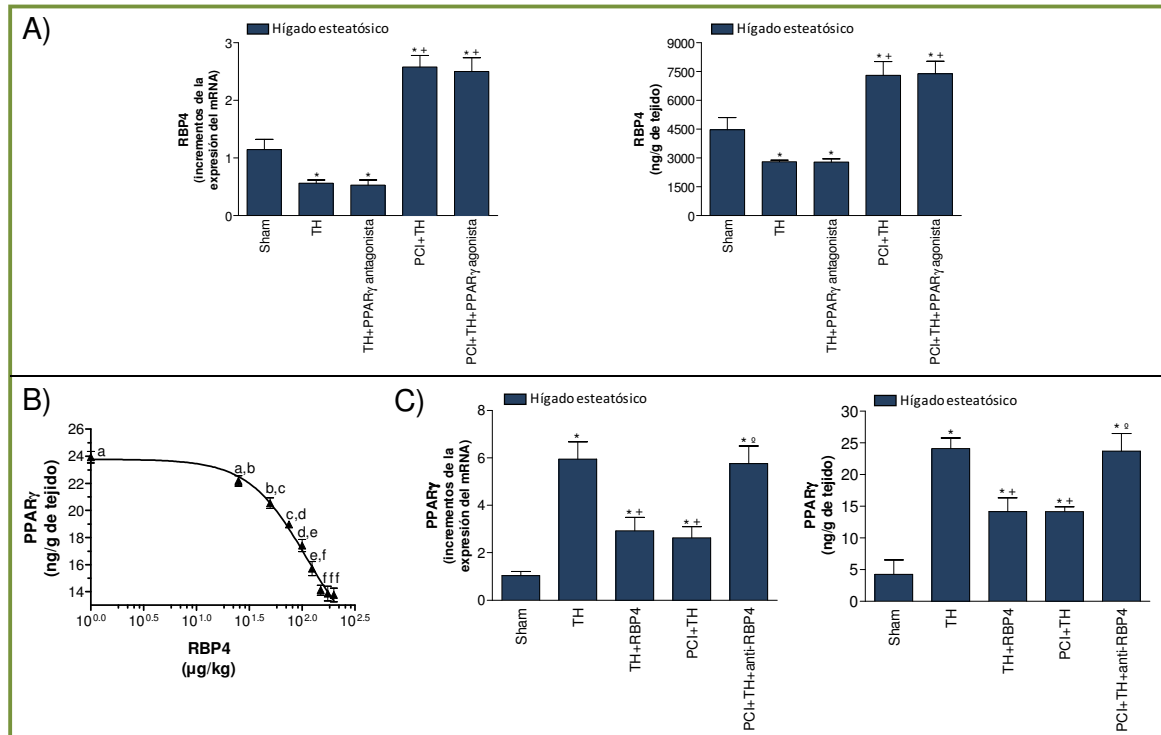 A)
Hígado esteatósico
RBP4
(incrementos de la
expresión del mRNA)
3
2
1
0
*
*
* +
* +
Sham
TH
TH+PPARγ antagonista
PCI+TH
PCI+TH+PPARγ agonista
Hígado esteatósico
RBP4
(ng/g de tejido)
9000
7500
6000
4500
3000
1500
0
*
*
* +
* +
Sham
TH
TH+PPARγ antagonista
PCI+TH
PCI+TH+PPARγ agonista
B)
PPARγ
(ng/g de tejido)
26
24
22
20
18
16
14
a
a,b
b,c
c,d
d,e
e,f
f f f
10^0.0
10^0.5
10^1.0
10^1.5
10^2.0
10^2.5
RBP4
(µg/kg)
C)
Hígado esteatósico
PPARγ
(incrementos de la
expresión del mRNA)
8
6
4
2
0
*
* +
* +
* º
Sham
TH
TH+RBP4
PCI+TH
PCI+TH+anti-RBP4
Hígado esteatósico
PPARγ
(ng/g de tejido)
30
25
20
15
10
5
0
*
* +
* +
* º
Sham
TH
TH+RBP4
PCI+TH
PCI+TH+anti-RBP4